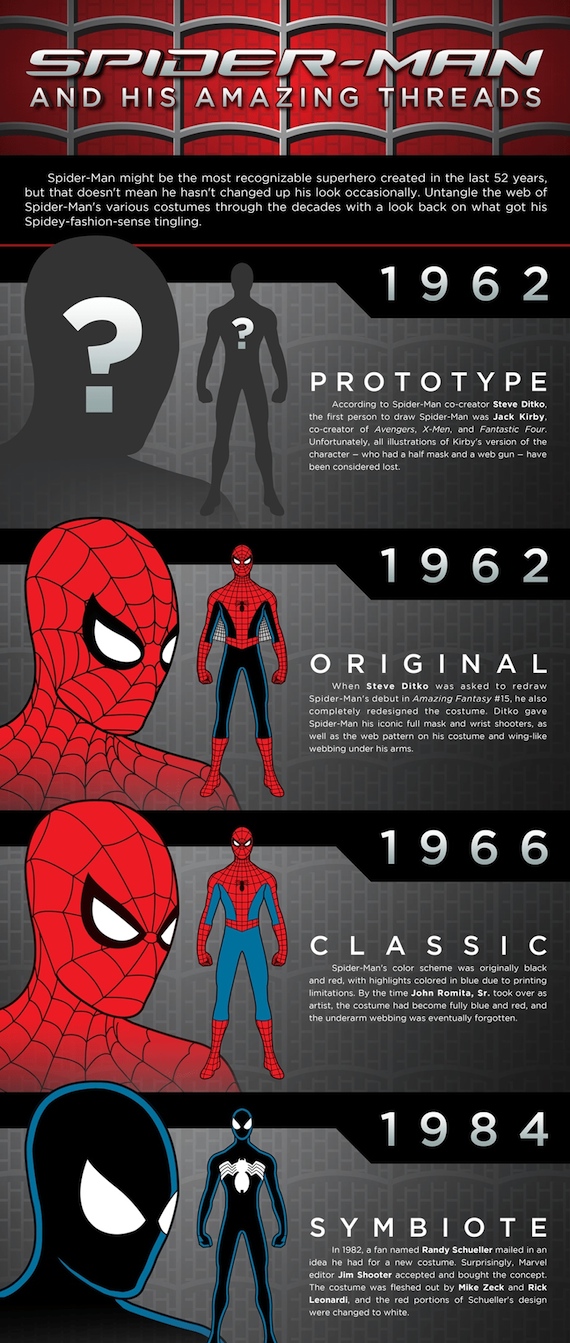 SPIDER-MAN
AND HIS AMAZING THREADS
Spider-Man might be the most recognizable superhero created in the last 52 years,
but that doesn't mean he hasn't changed up his look occasionally. Untangle the web of
Spider-Man's various costumes through the decades with a look back on what got his
Spidey-fashion-sense tingling.
?
?
1962
PROTOTYPE
According to Spider-Man co-creator Steve Ditko,
the first person to draw Spider-Man was Jack Kirby,
co-creator of Avengers, X-Men, and Fantastic Four.
Unfortunately, all illustrations of Kirby's version of the
character – who had a half mask and a web gun – have
been considered lost.
1962
ORIGINAL
When Steve Ditko was asked to redraw
Spider-Man's debut in Amazing Fantasy #15, he also
completely redesigned the costume. Ditko gave
Spider-Man his iconic full mask and wrist shooters, as
well as the web pattern on his costume and wing-like
webbing under his arms.
1966
CLASSIC
Spider-Man's color scheme was originally black
and red, with highlights colored in blue due to printing
limitations. By the time John Romita, Sr. took over as
artist, the costume had become fully blue and red, and
the underarm webbing was eventually forgotten.
1984
SYMBIOTE
In 1982, a fan named Randy Schueller mailed in an
idea he had for a new costume. Surprisingly, Marvel
editor Jim Shooter accepted and bought the concept.
The costume was fleshed out by Mike Zeck and Rick
Leonardi, and the red portions of Schueller's design
were changed to white.